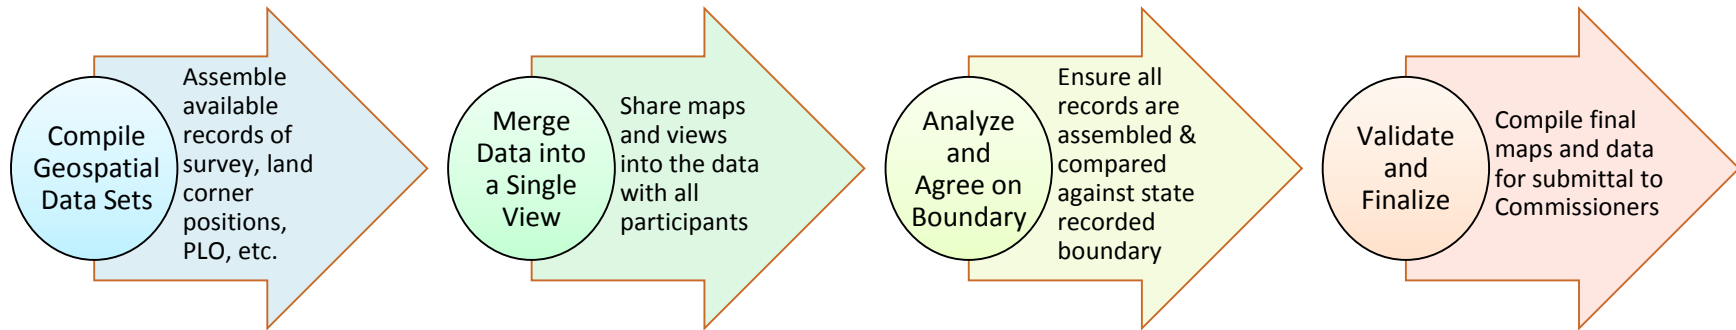 Compile
Geospatial
Data Sets
Assemble
available
records of
survey, land
corner
positions,
PLO, etc.
Merge
Data into
a Single
View
Share maps
and views
into the data
with all
participants
Analyze
and
Agree on
Boundary
Ensure all
records are
assembled &
compared
against state
recorded
boundary
Validate
and
Finalize
Compile final
maps and data
for submittal to
Commissioners